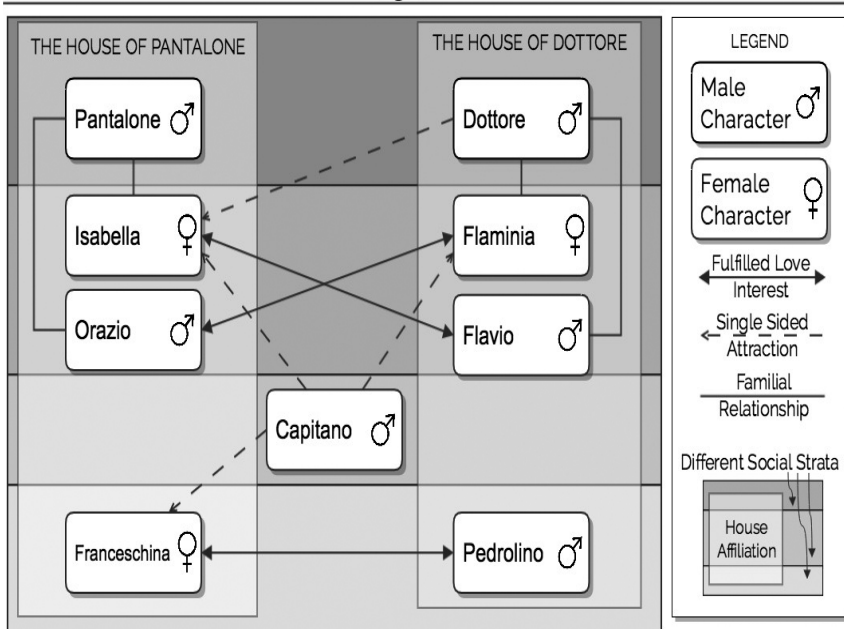 THE HOUSE OF PANTALONE
THE HOUSE OF DOTTORE
Pantalone
Dottore
Isabella
Flaminia
Orazio
Flavio
Capitano
Franceschina
Pedrolino
LEGEND
Male
Character
Female
Character
Fulfilled Love
Interest
Single Sided
Attraction
Familial
Relationship
Different Social Strata
House
Affiliation